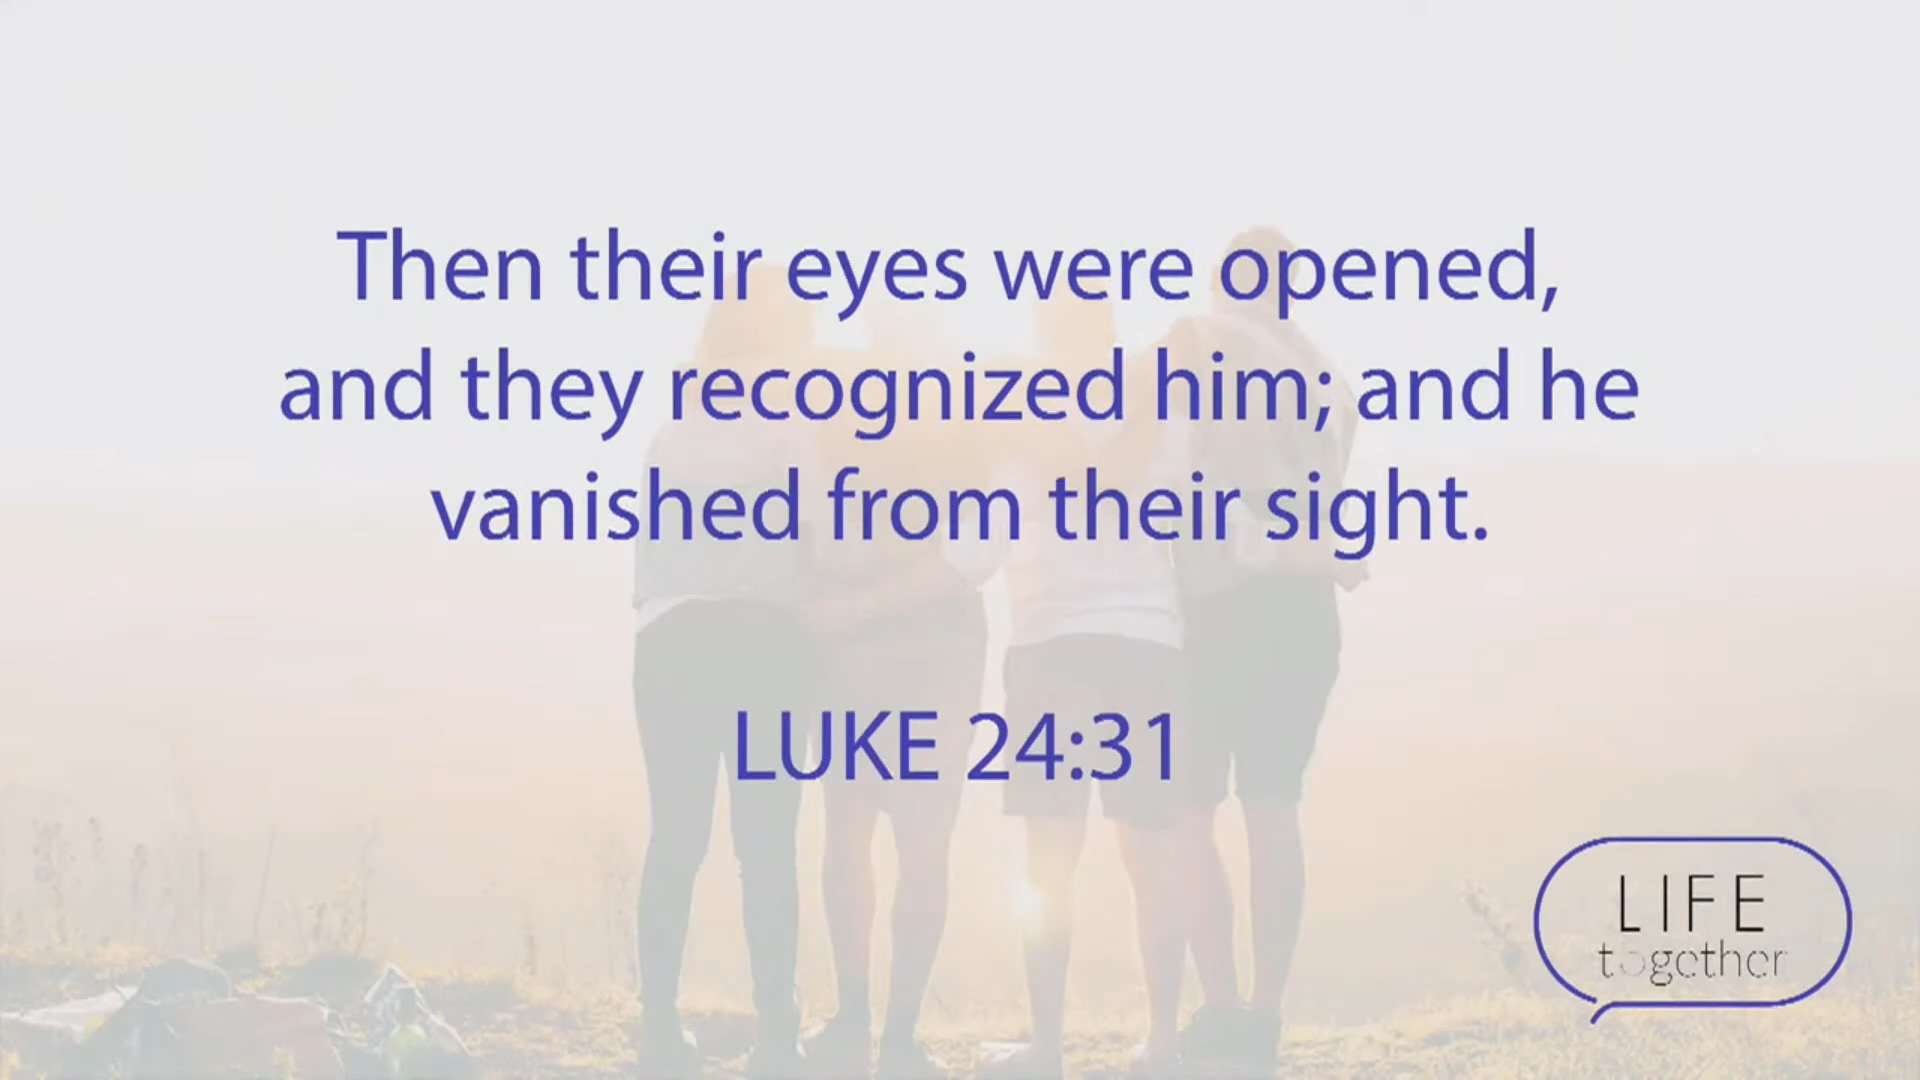 Then their eyes were opened,
and they recognized him; and he
vanished from their sight.
LUKE 24:31
LIFE
together